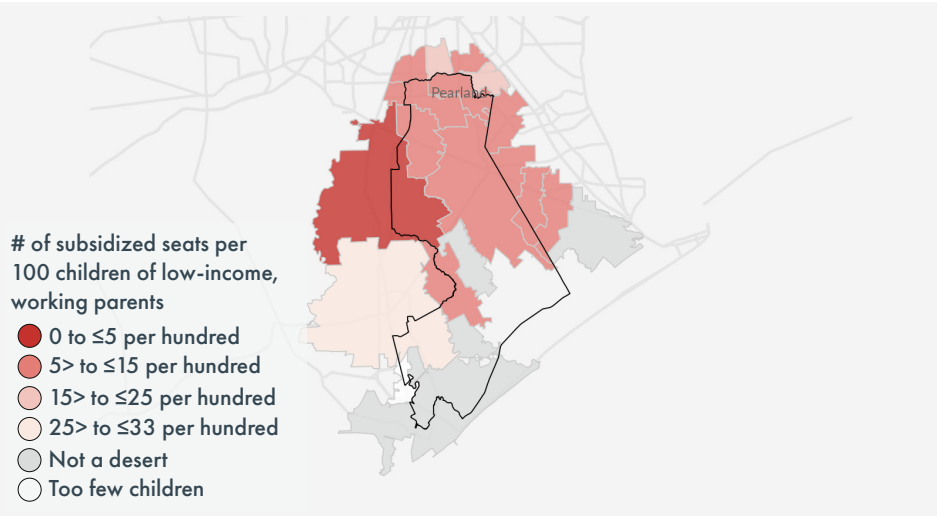 Pearland
# of subsidized seats per
100 children of low-income,
working parents
0 to ≤5 per hundred
5> to ≤15 per hundred
15> to ≤25 per hundred
25> to ≤33 per hundred
Not a desert
Too few children